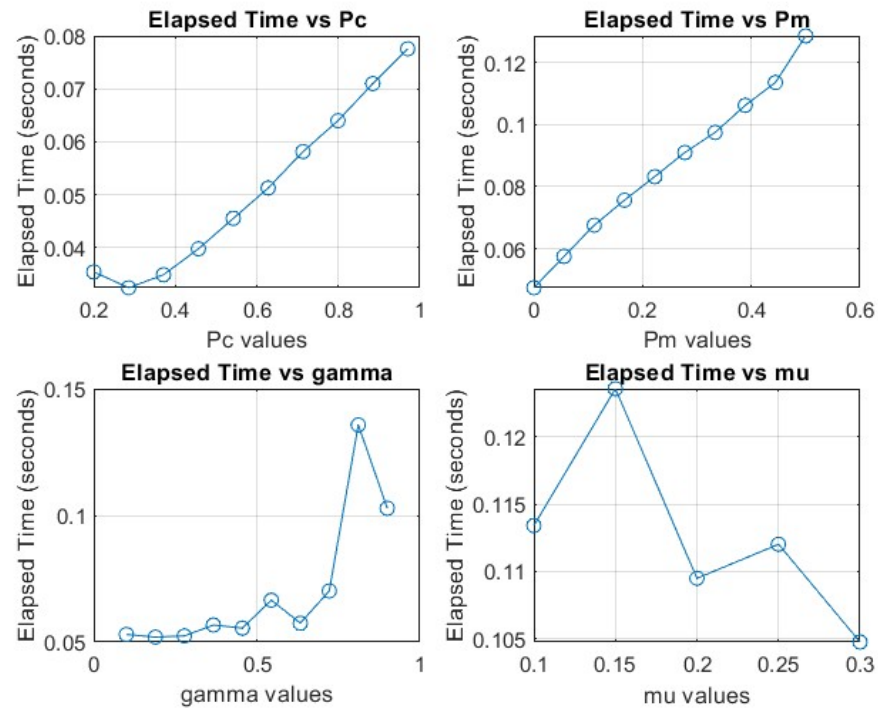 Elapsed Time vs Pc
Elapsed Time (seconds)
0.08
0.07
0.06
0.05
0.04
0.2 0.4 0.6 0.8 1
Pc values
Elapsed Time vs Pm
Elapsed Time (seconds)
0.12
0.1
0.08
0.06
0 0.2 0.4 0.6
Pm values
Elapsed Time vs gamma
Elapsed Time (seconds)
0.15
0.1
0.05
0 0.5 1
gamma values
Elapsed Time vs mu
Elapsed Time (seconds)
0.12
0.115
0.11
0.105
0.1 0.15 0.2 0.25 0.3
mu values